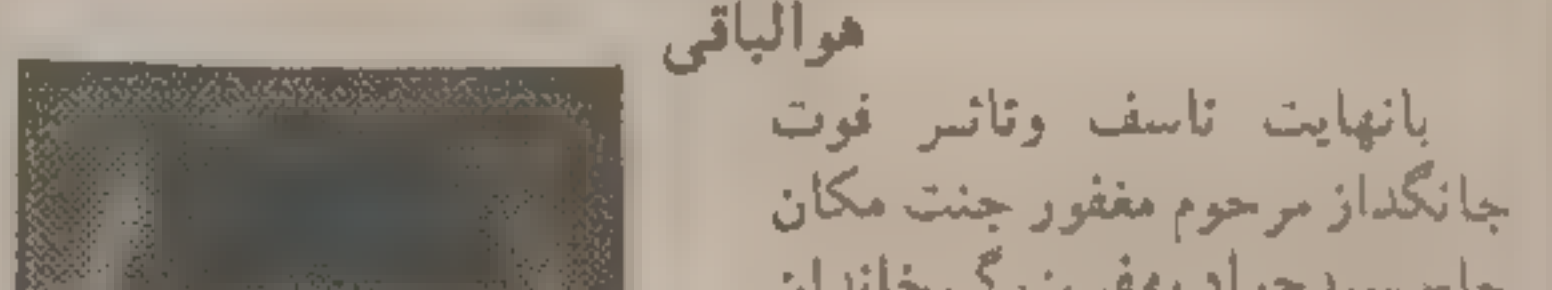 هوالباقی
بانهایت تاسف وتاثر فوت
جانگداز مرحوم مغفور جنت مکان